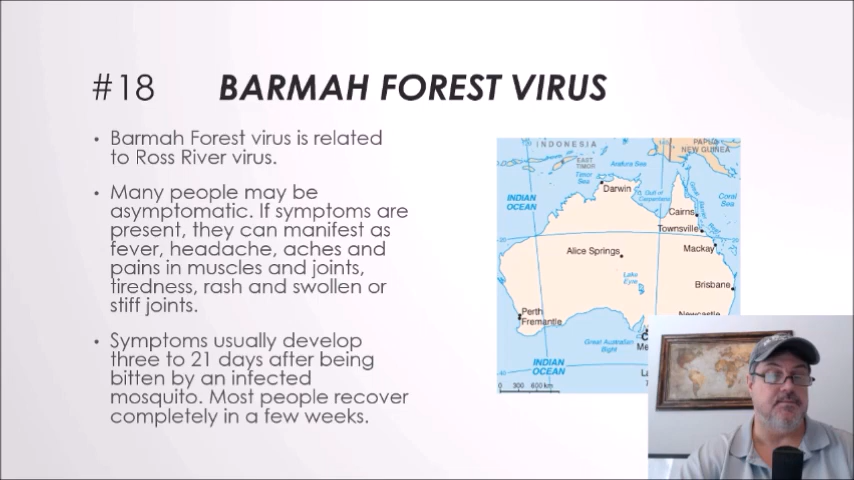 #18 BARMAH FOREST VIRUS
• Barmah Forest virus is related
to Ross River virus.
• Many people may be
asymptomatic. If symptoms are
present, they can manifest as
fever, headache, aches and
pains in muscles and joints,
tiredness, rash and swollen or
stiff joints.
• Symptoms usually develop
three to 21 days after being
bitten by an infected
mosquito. Most people recover
completely in a few weeks.
INDONESIA
PAPUA
NEW GUINEA
EAST
TIMOR
Arafura Sea
Timor
Sea
Darwin
Gulf of
Carpentaria
INDIAN
OCEAN
Coral
Sea
Cairns
Townsville
Mackay
Alice Springs
Lake
Eyre
Brisbane
Perth
Fremantle
Newcastle
Great Australian
Bight
INDIAN
OCEAN
0 300 600 km